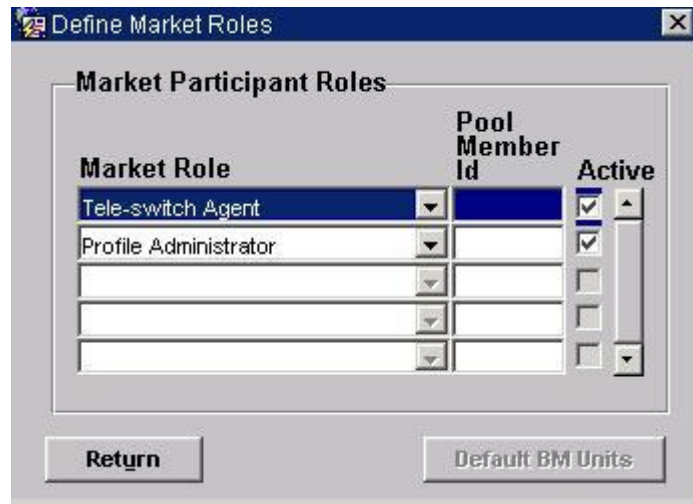 Define Market Roles
Market Participant Roles
Pool
Member
Market Role Id Active
Tele-switch Agent
Profile Administrator
Return
Default BM Units